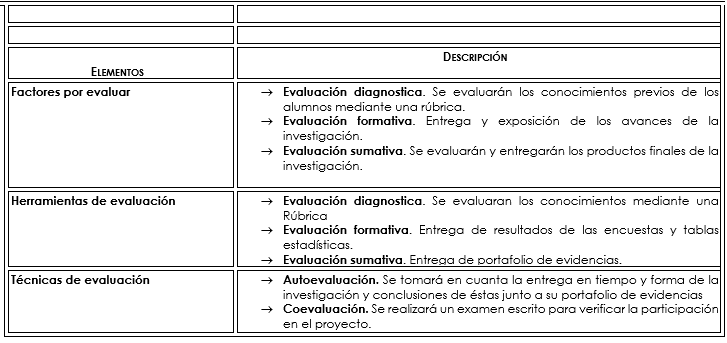 DESCRIPCIÓN
ELEMENTOS
Factores por evaluar
→ Evaluación diagnostica. Se evaluarán los conocimientos previos de los
alumnos mediante una rúbrica.
→ Evaluación formativa. Entrega y exposición de los avances de la
investigación.
→ Evaluación sumativa. Se evaluarán y entregarán los productos finales de la
investigación.
Herramientas de evaluación
→ Evaluación diagnostica. Se evaluaran los conocimientos mediante una
Rúbrica
→ Evaluación formativa. Entrega de resultados de las encuestas y tablas
estadísticas.
→ Evaluación sumativa. Entrega de portafolio de evidencias.
Técnicas de evaluación
→ Autoevaluación. Se tomará en cuanta la entrega en tiempo y forma de la
investigación y conclusiones de éstas junto a su portafolio de evidencias
→ Coevaluación. Se realizará un examen escrito para verificar la participación
en el proyecto.